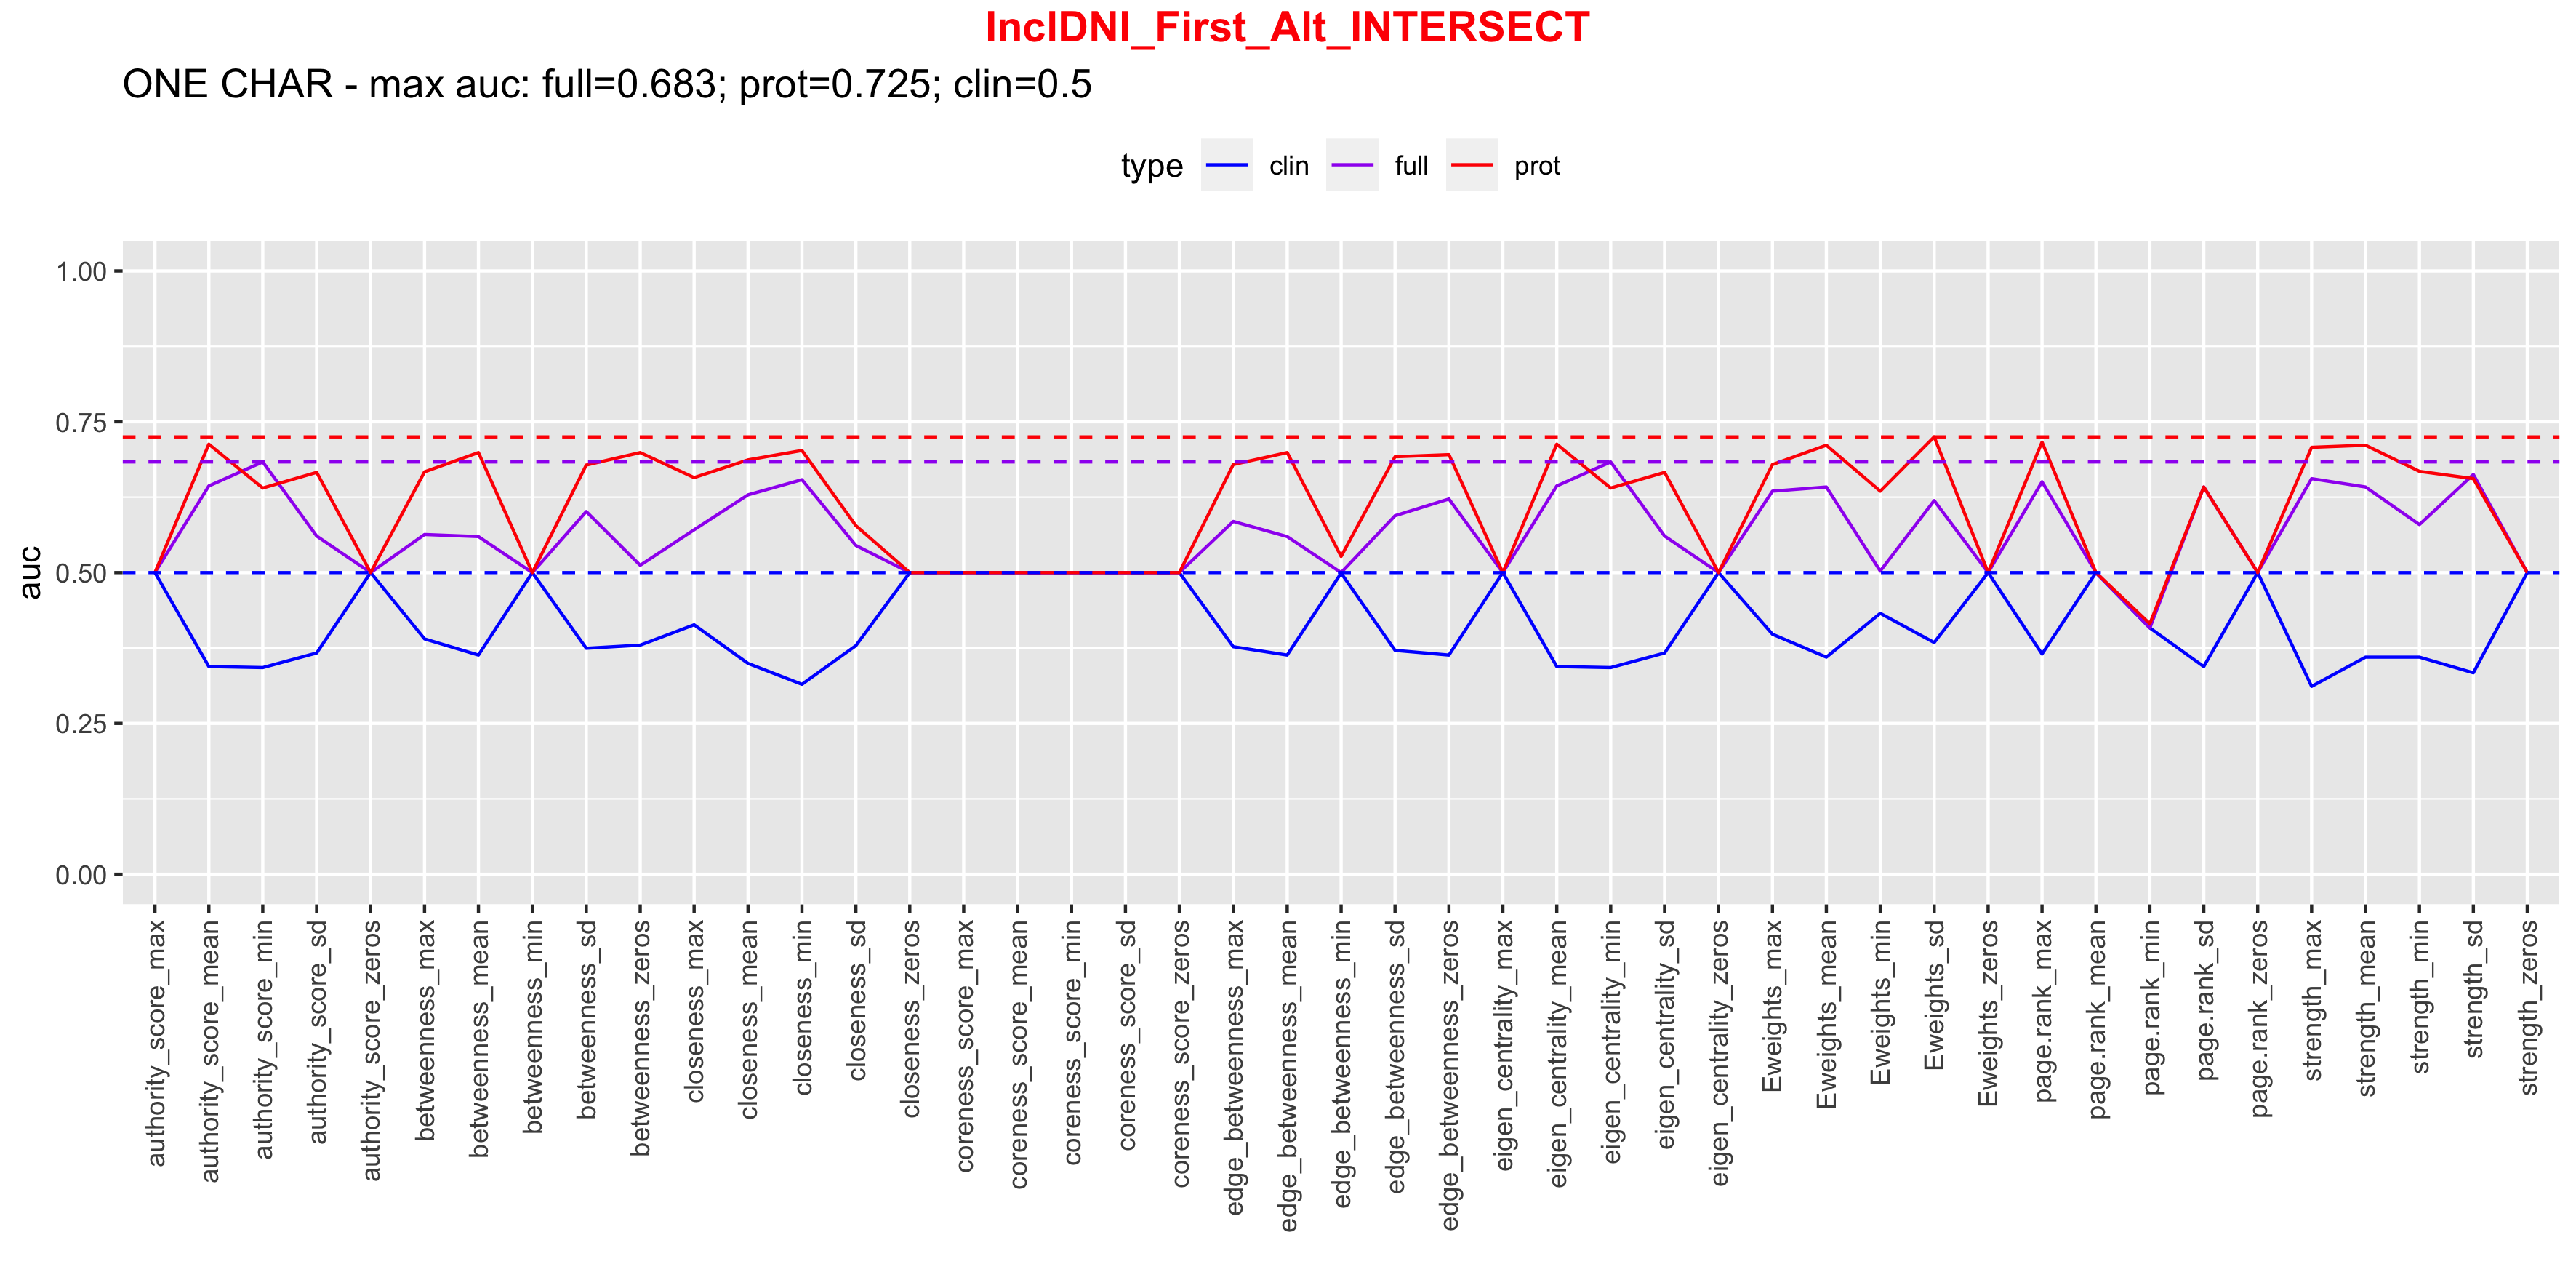 InclDNI_First_Alt_INTERSECT
ONE CHAR - max auc: full=0.683; prot=0.725; clin=0.5
type clin full prot
auc
1.00
0.75
0.50
0.25
0.00
authority_score_max
authority_score_mean
authority_score_min
authority_score_sd
authority_score_zeros
betweenness_max
betweenness_mean
betweenness_min
betweenness_sd
betweenness_zeros
closeness_max
closeness_mean
closeness_min
closeness_sd
closeness_zeros
coreness_score_max
coreness_score_mean
coreness_score_min
coreness_score_sd
coreness_score_zeros
edge_betweenness_max
edge_betweenness_mean
edge_betweenness_min
edge_betweenness_sd
edge_betweenness_zeros
eigen_centrality_max
eigen_centrality_mean
eigen_centrality_min
eigen_centrality_sd
eigen_centrality_zeros
Eweights_max
Eweights_mean
Eweights_min
Eweights_sd
Eweights_zeros
page.rank_max
page.rank_mean
page.rank_min
page.rank_sd
page.rank_zeros
strength_max
strength_mean
strength_min
strength_sd
strength_zeros